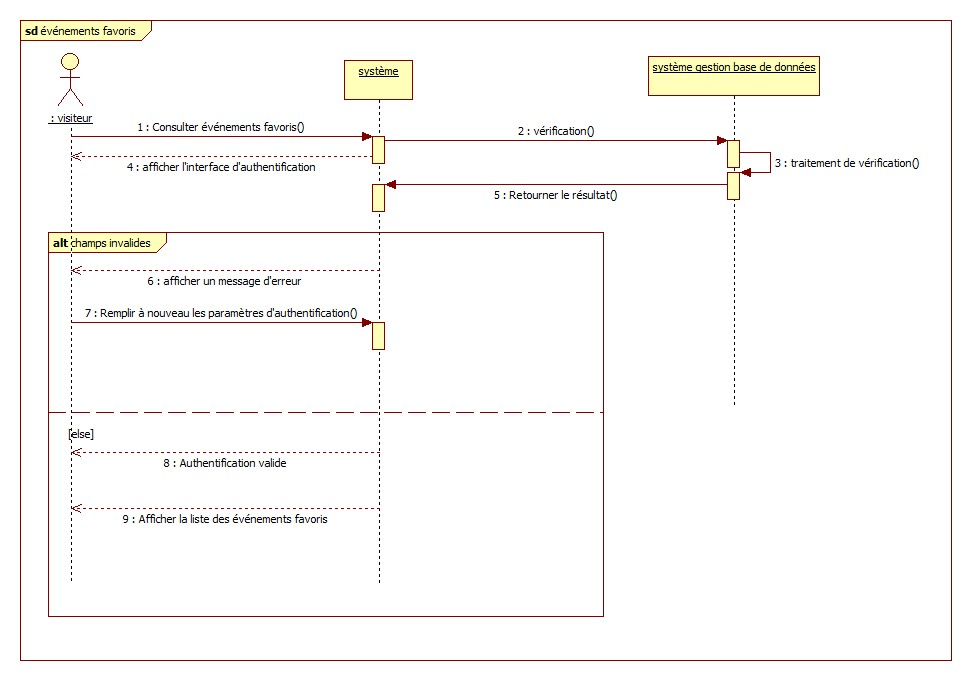 sd événements favoris
système
système gestion base de données
: visiteur
1 : Consulter événements favoris()
2 : vérification()
4 : afficher l'interface d'authentification
3 : traitement de vérification()
5 : Retourner le résultat()
alt champs invalides
6 : afficher un message d'erreur
7 : Remplir à nouveau les paramètres d'authentification()
[else]
8 : Authentification valide
9 : Afficher la liste des événements favoris